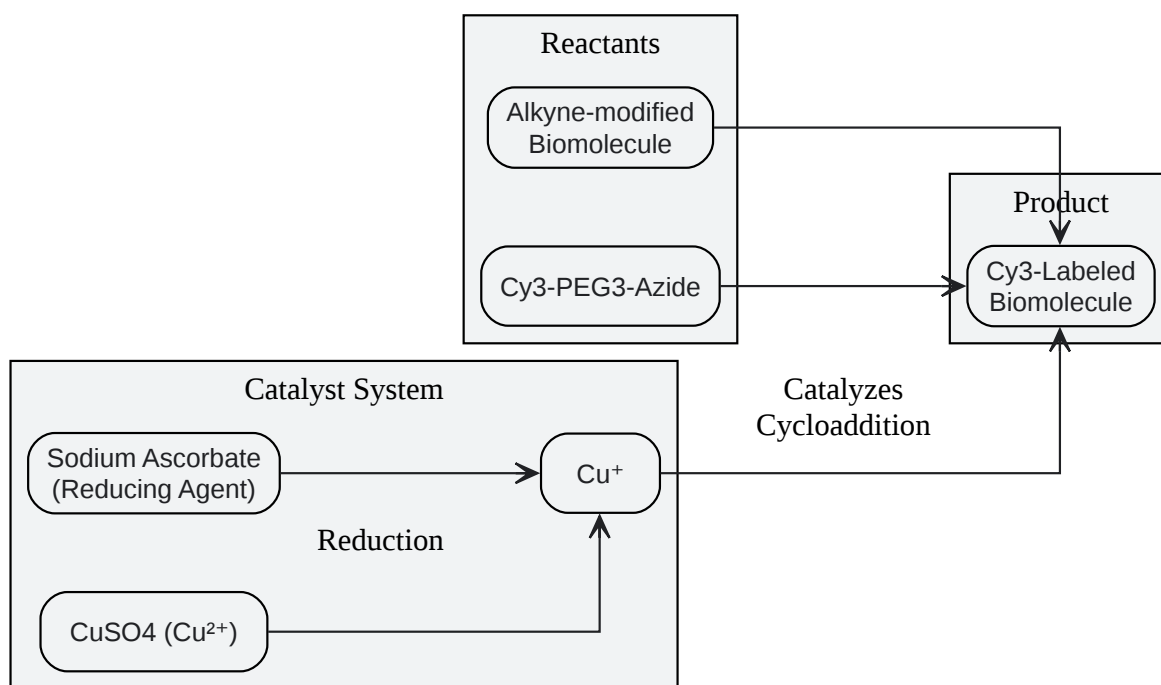 Reactants
Alkyne-modified
Biomolecule
Product
Cy3-PEG3-Azide
Cy3-Labeled
Biomolecule
Catalyst System
Catalyzes
Cycloaddition
Sodium Ascorbate
(Reducing Agent)
Cu⁺
Reduction
CuSO4 (Cu²⁺)